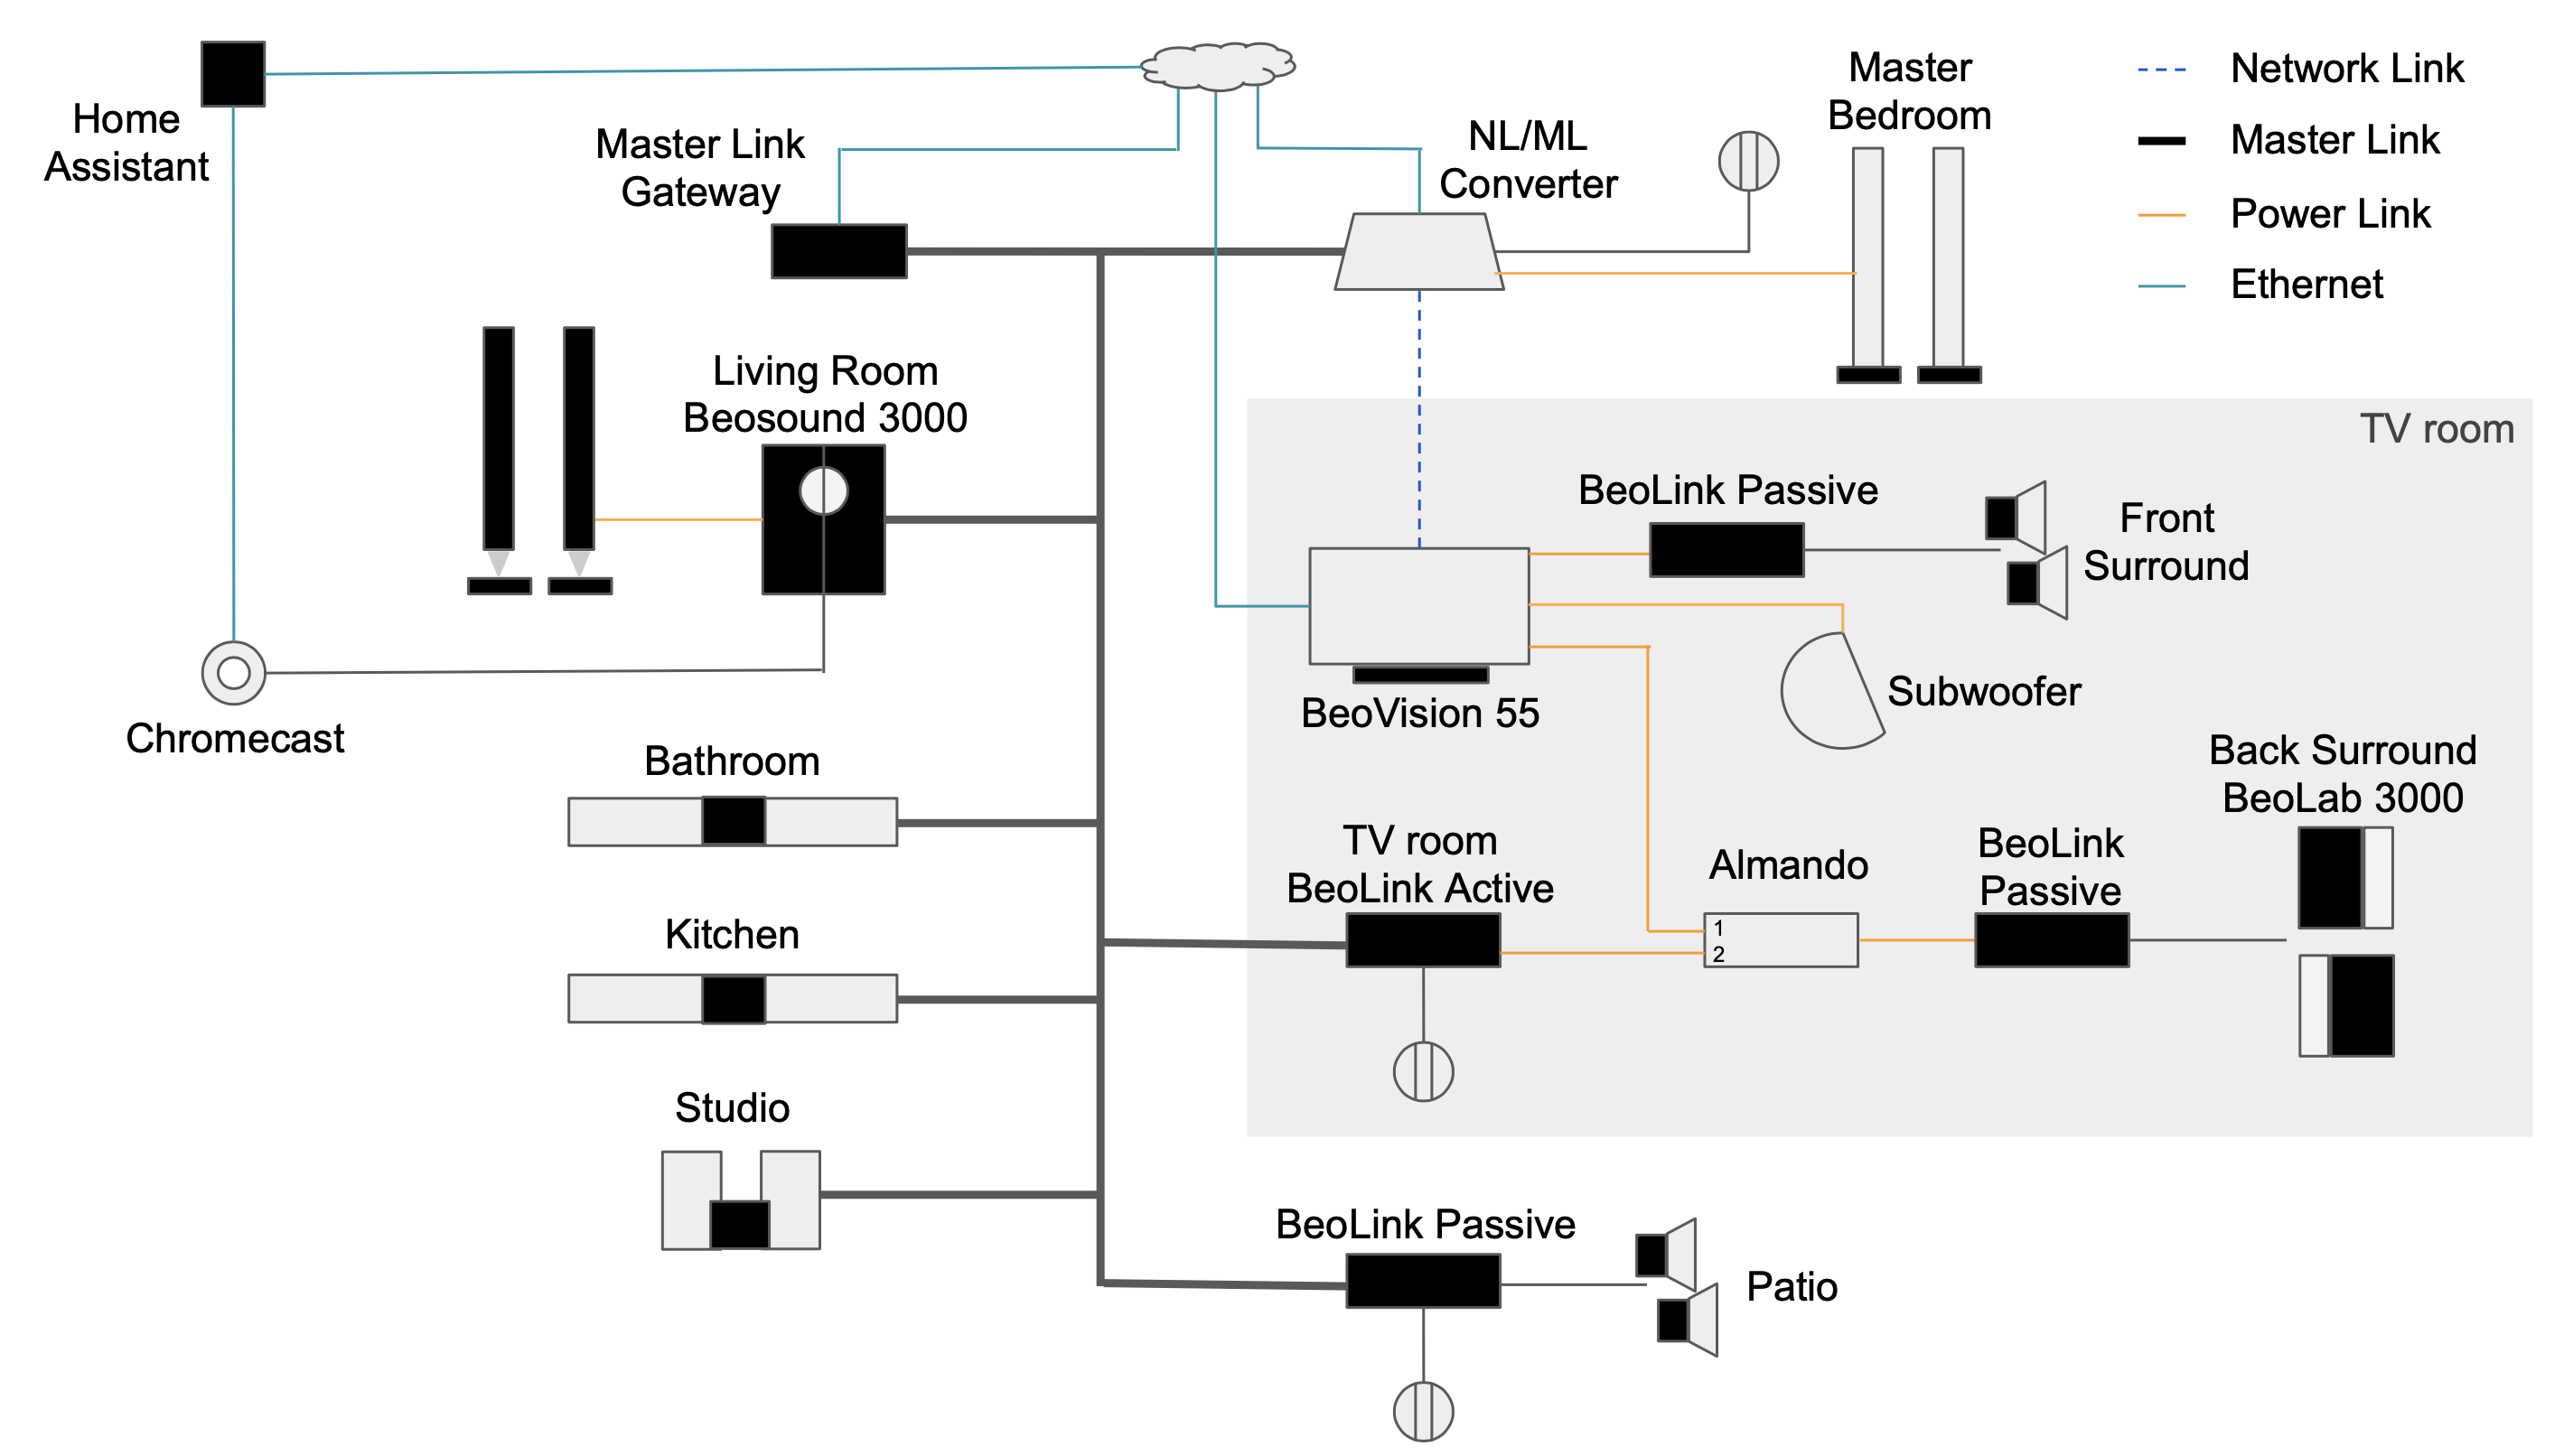 Home
Assistant
Master Link
Gateway
NL/ML
Converter
Master
Bedroom
Network Link
Master Link
Power Link
Ethernet
Living Room
Beosound 3000
Chromecast
Bathroom
Kitchen
Studio
TV room
BeoLink Passive
Front
Surround
BeoVision 55
Subwoofer
Back Surround
BeoLab 3000
TV room
BeoLink Active
Almando
1
2
BeoLink
Passive
BeoLink Passive
Patio